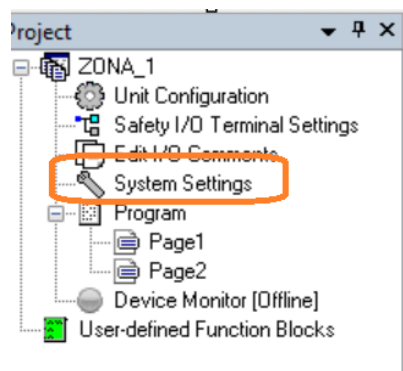 Project
ZONA_1
Unit Configuration
Safety I/O Terminal Settings
Edit I/O Comments
System Settings
Program
Page1
Page2
Device Monitor [Offline]
User-defined Function Blocks